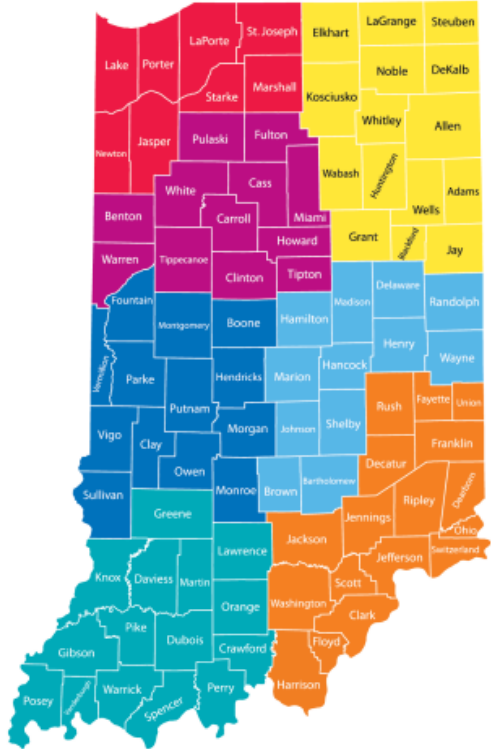 Steuben
LaGrange
Elkhart
St. Joseph
LaPorte
Porter
Lake
Noble
DeKalb
Marshall
Starke
Kosciusko
Whitley
Allen
Newton
Jasper
Pulaski
Fulton
Wabash
Huntington
Adams
Wells
White
Cass
Miami
Carroll
Benton
Howard
Grant
Blackford
Jay
Warren
Tippecanoe
Clinton
Tipton
Fountain
Montgomery
Boone
Hamilton
Madison
Delaware
Randolph
Henry
Wayne
Vermillion
Parke
Hendricks
Marion
Hancock
Putnam
Rush
Fayette
Union
Vigo
Clay
Morgan
Johnson
Shelby
Franklin
Owen
Decatur
Sullivan
Monroe
Brown
Bartholomew
Ripley
Dearborn
Greene
Jennings
Jackson
Ohio
Switzerland
Jefferson
Lawrence
Knox
Daviess
Martin
Scott
Washington
Orange
Clark
Pike
Dubois
Gibson
Crawford
Floyd
Harrison
Posey
Vanderburgh
Warrick
Spencer
Perry